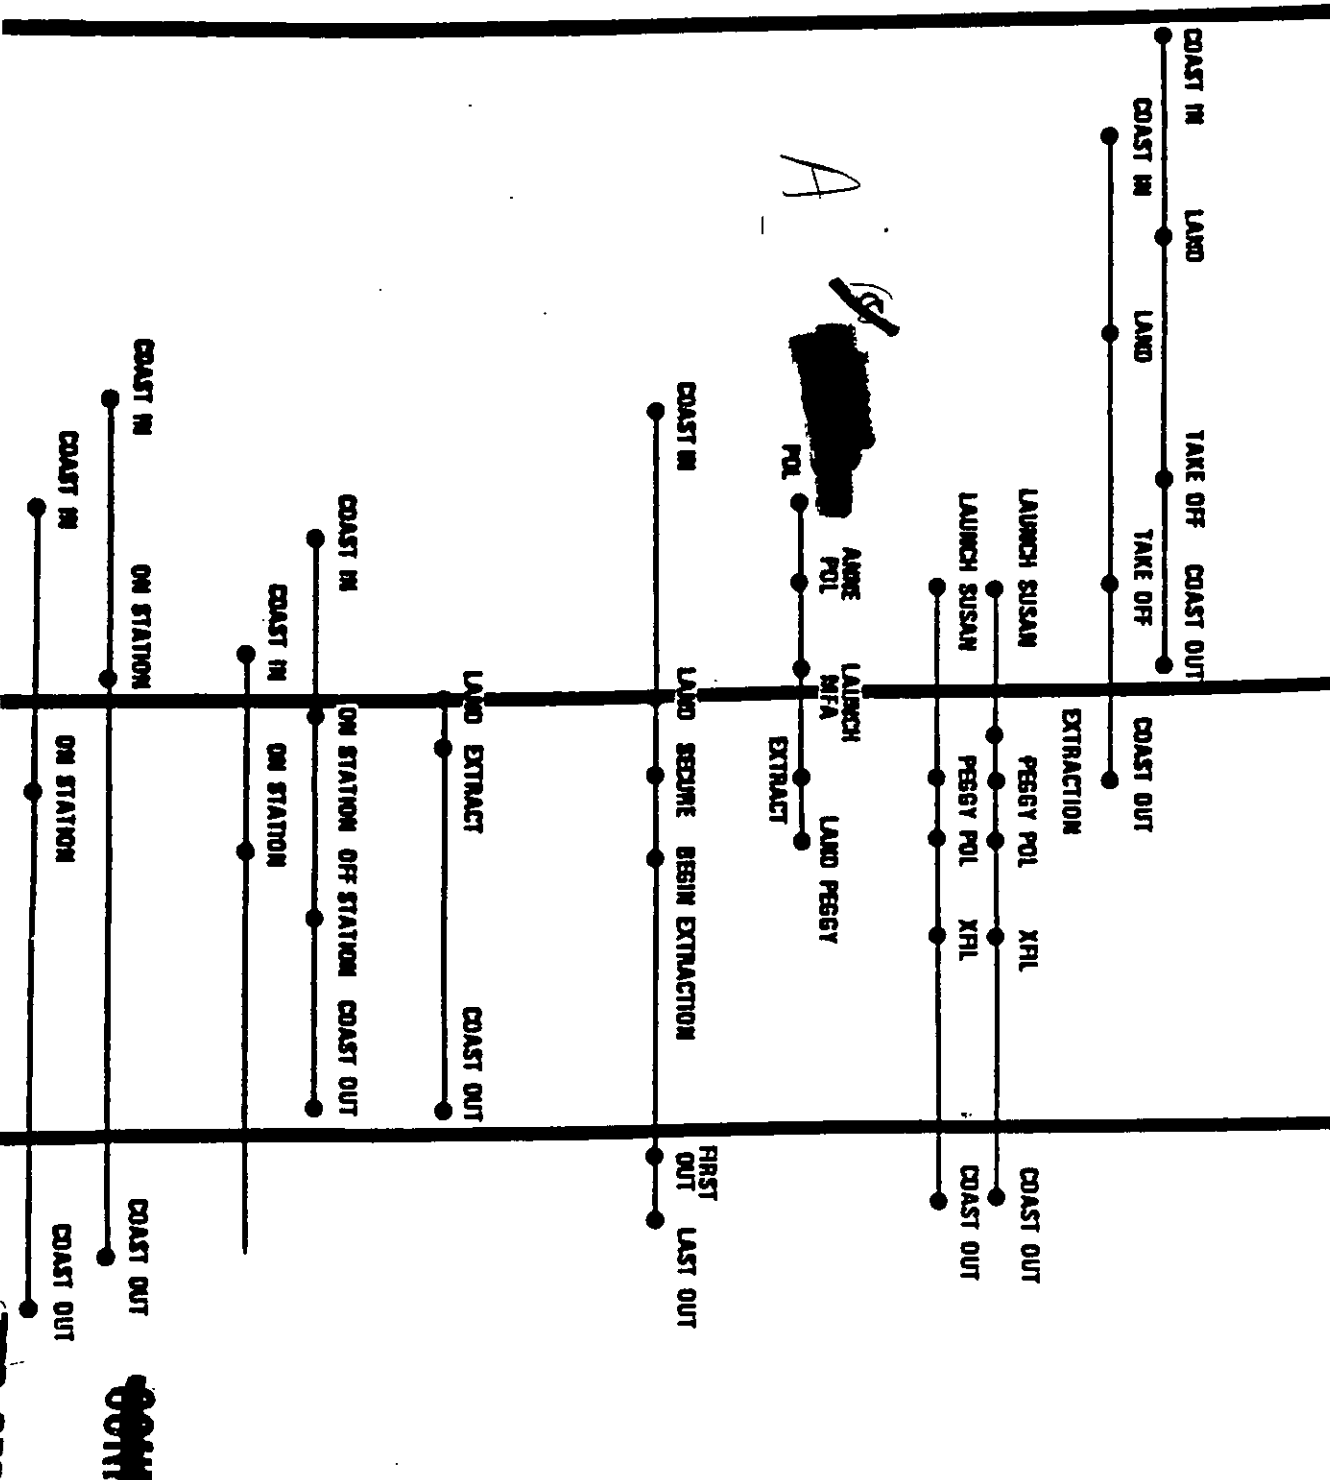 COAST IN LAND TAKE OFF COAST OUT
COAST IN LAND TAKE OFF COAST OUT
EXTRACTION
LAUNCH SUSAN PEGGY POL XFIL COAST OUT
LAUNCH SUSAN PEGGY POL XFIL COAST OUT
A
ANDE LAUNCH
POL MFA LAND PEGGY
POL EXTRACT
FIRST
COAST IN LAND SECURE BEGIN EXTRACTION OUT LAST OUT
LAND EXTRACT COAST OUT
COAST IN ON STATION OFF STATION COAST OUT
COAST IN ON STATION
COAST IN ON STATION COAST OUT
COAST IN ON STATION COAST OUT